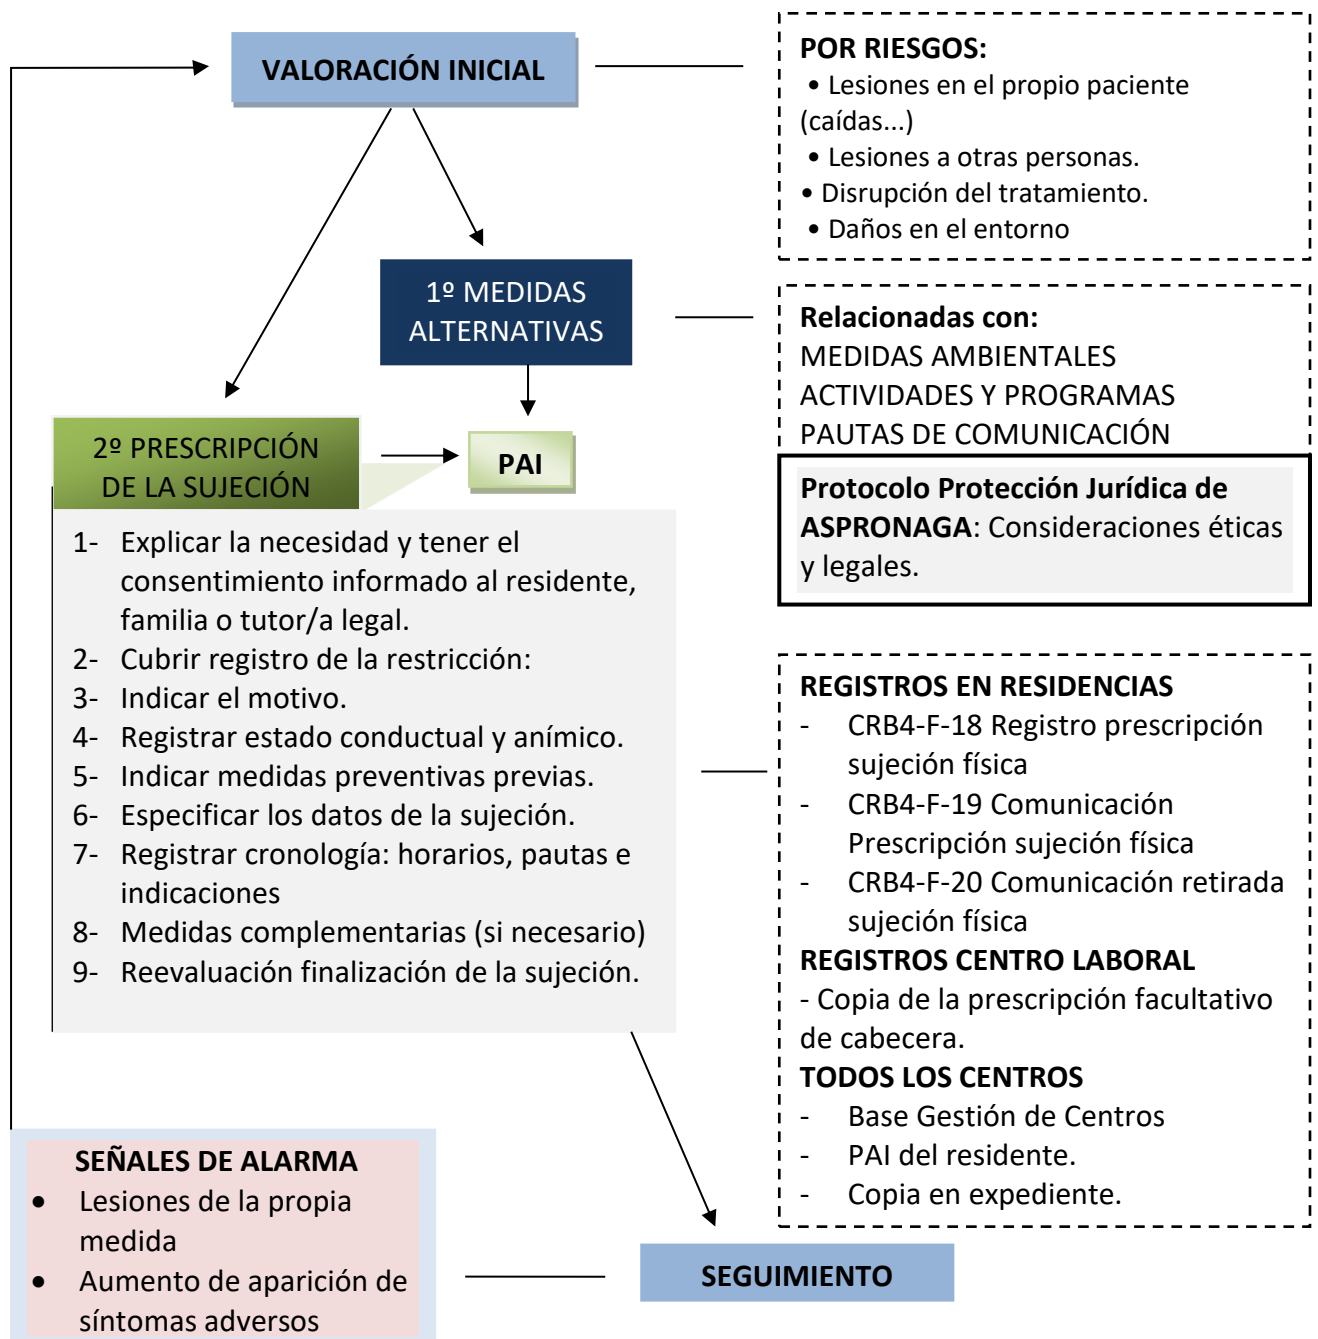 VALORACIÓN INICIAL
POR RIESGOS:
• Lesiones en el propio paciente
(caídas...)
• Lesiones a otras personas.
• Disrupción del tratamiento.
• Daños en el entorno
1º MEDIDAS
ALTERNATIVAS
Relacionadas con:
MEDIDAS AMBIENTALES
ACTIVIDADES Y PROGRAMAS
PAUTAS DE COMUNICACIÓN
Protocolo Protección Jurídica de
ASPRONAGA: Consideraciones éticas
y legales.
2º PRESCRIPCIÓN
DE LA SUJECIÓN
PAI
1- Explicar la necesidad y tener el
consentimiento informado al residente,
familia o tutor/a legal.
2- Cubrir registro de la restricción:
3- Indicar el motivo.
4- Registrar estado conductual y anímico.
5- Indicar medidas preventivas previas.
6- Especificar los datos de la sujeción.
7- Registrar cronología: horarios, pautas e
indicaciones
8- Medidas complementarias (si necesario)
9- Reevaluación finalización de la sujeción.
REGISTROS EN RESIDENCIAS
- CRB4-F-18 Registro prescripción
sujeción física
- CRB4-F-19 Comunicación
Prescripción sujeción física
- CRB4-F-20 Comunicación retirada
sujeción física
REGISTROS CENTRO LABORAL
- Copia de la prescripción facultativo
de cabecera.
TODOS LOS CENTROS
- Base Gestión de Centros
- PAI del residente.
- Copia en expediente.
SEÑALES DE ALARMA
• Lesiones de la propia
medida
• Aumento de aparición de
síntomas adversos
SEGUIMIENTO